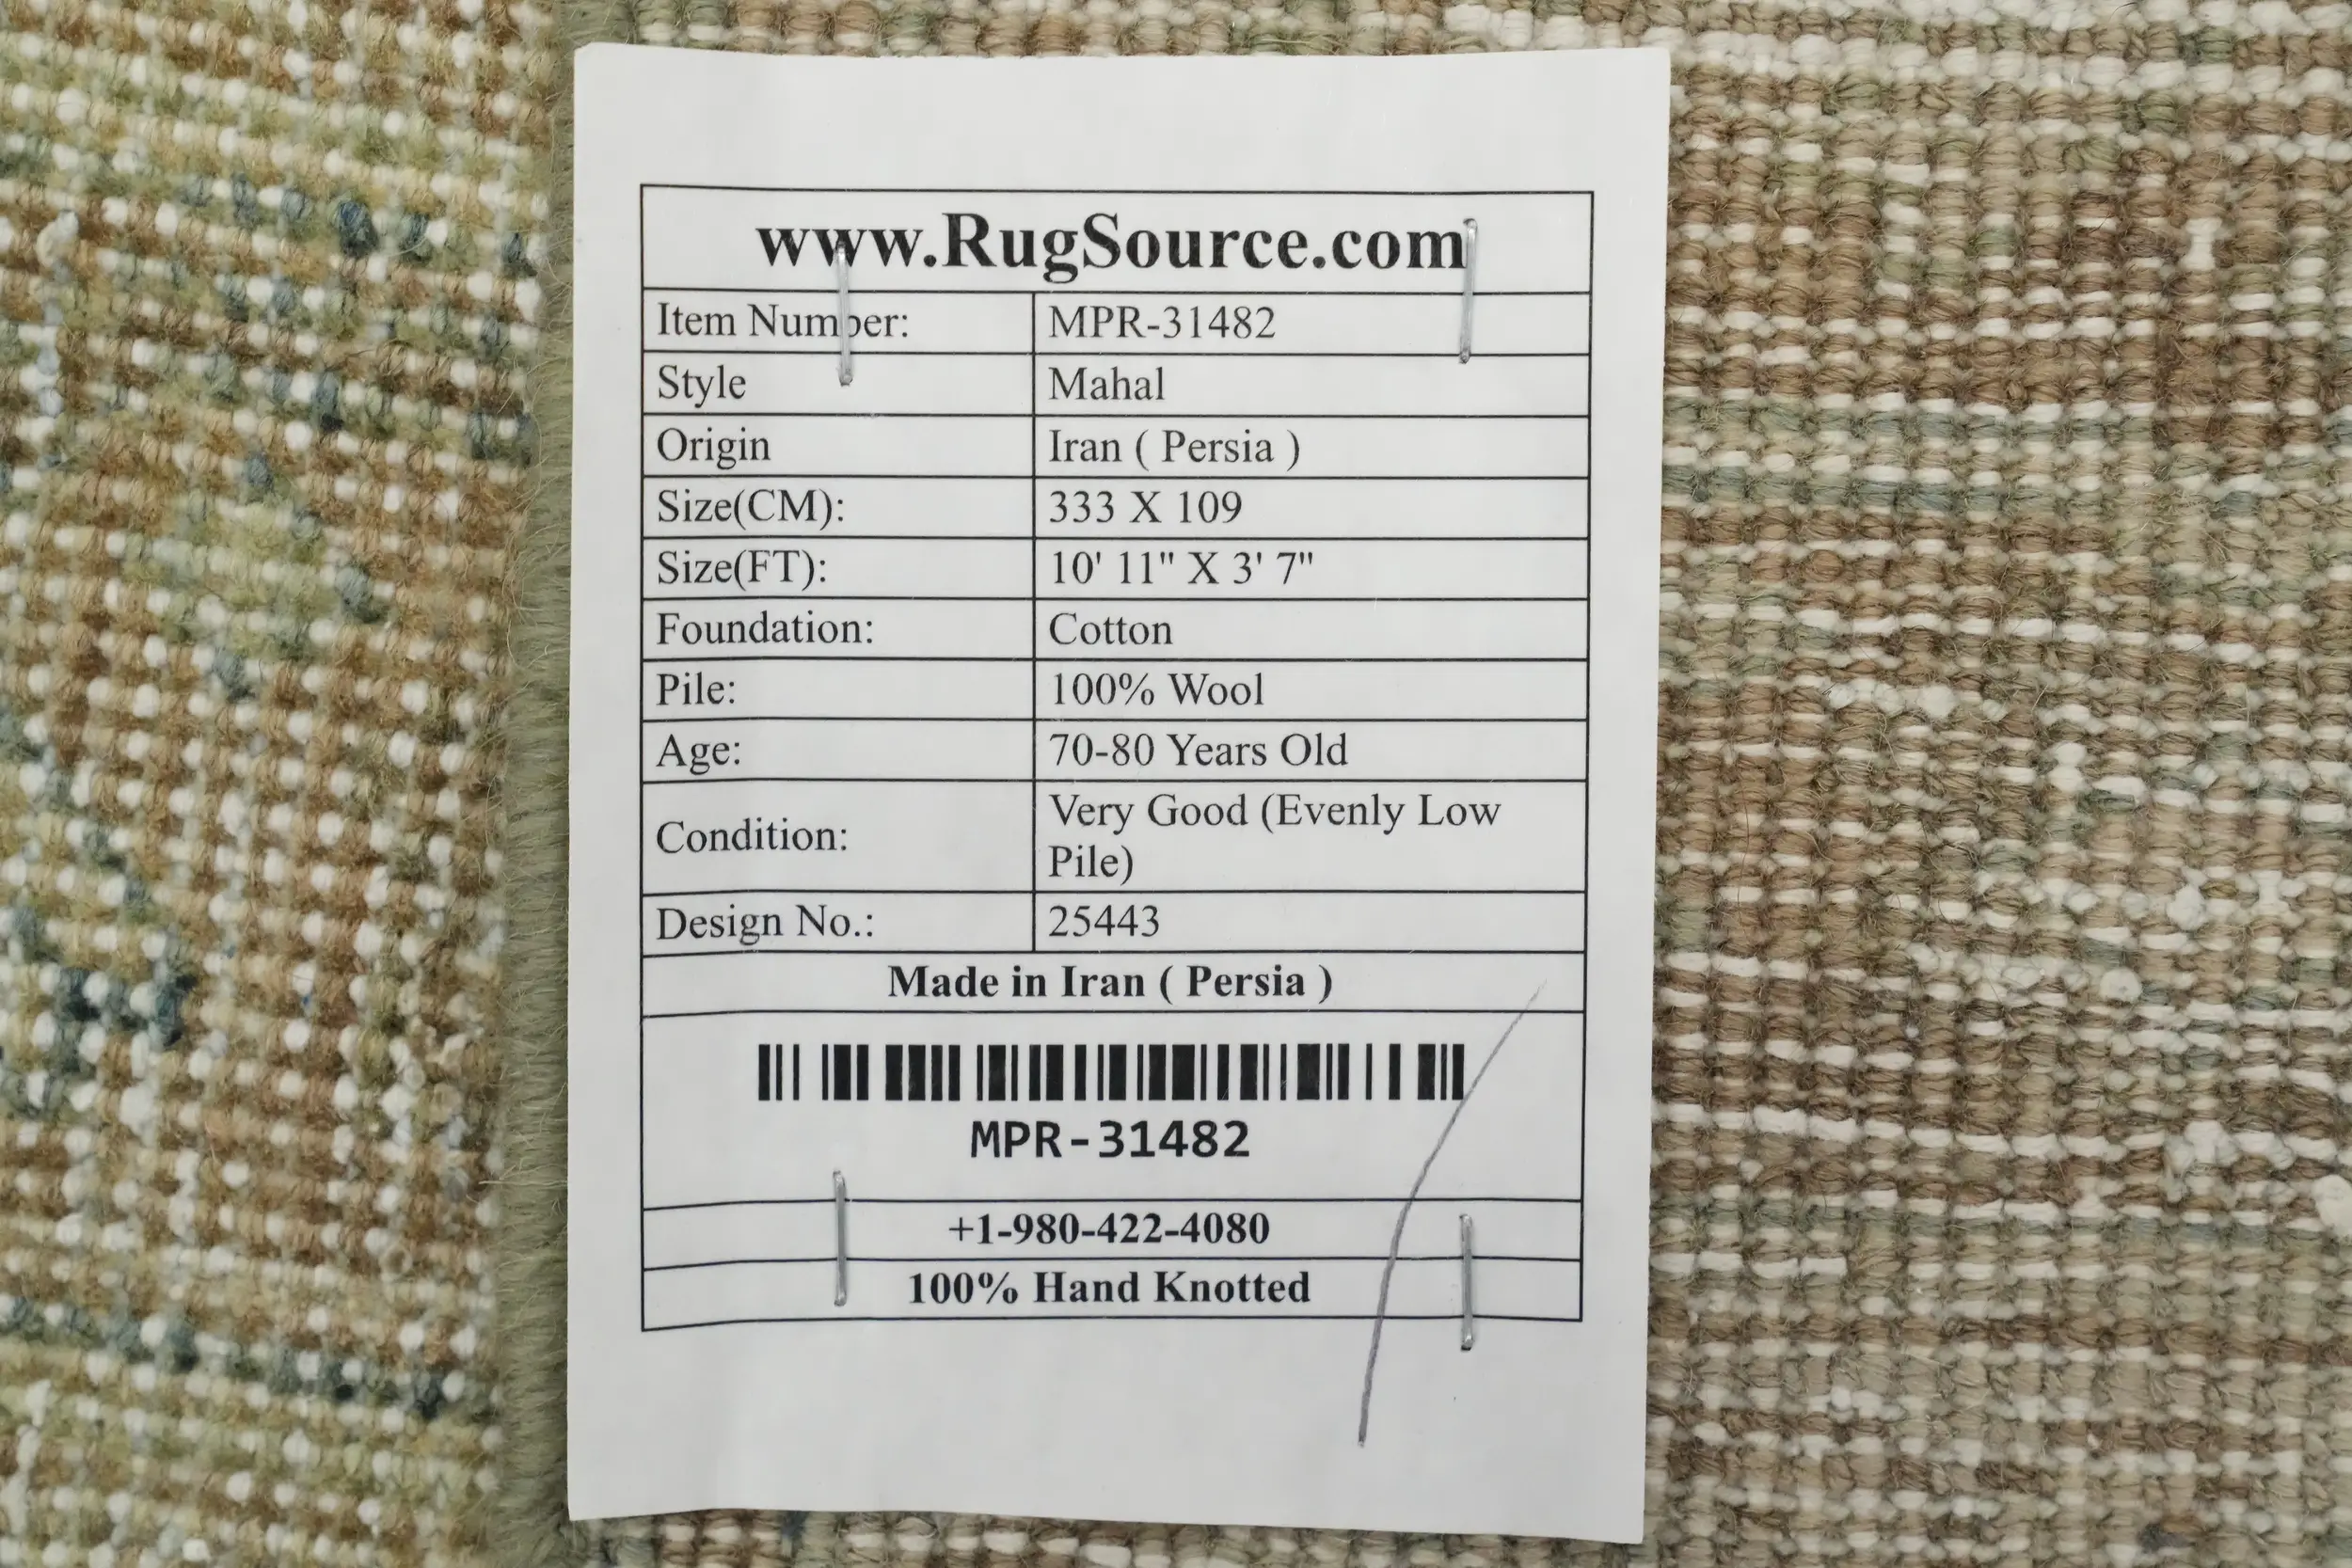 www.RugSource.com
Item Number: MPR-31482
Style Mahal
Origin Iran ( Persia )
Size(CM): 333 X 109
Size(FT): 10' 11" X 3' 7"
Foundation: Cotton
Pile: 100% Wool
Age: 70-80 Years Old
Condition: Very Good (Evenly Low
Pile)
Design No.: 25443
Made in Iran ( Persia )
MPR-31482
+1-980-422-4080
100% Hand Knotted